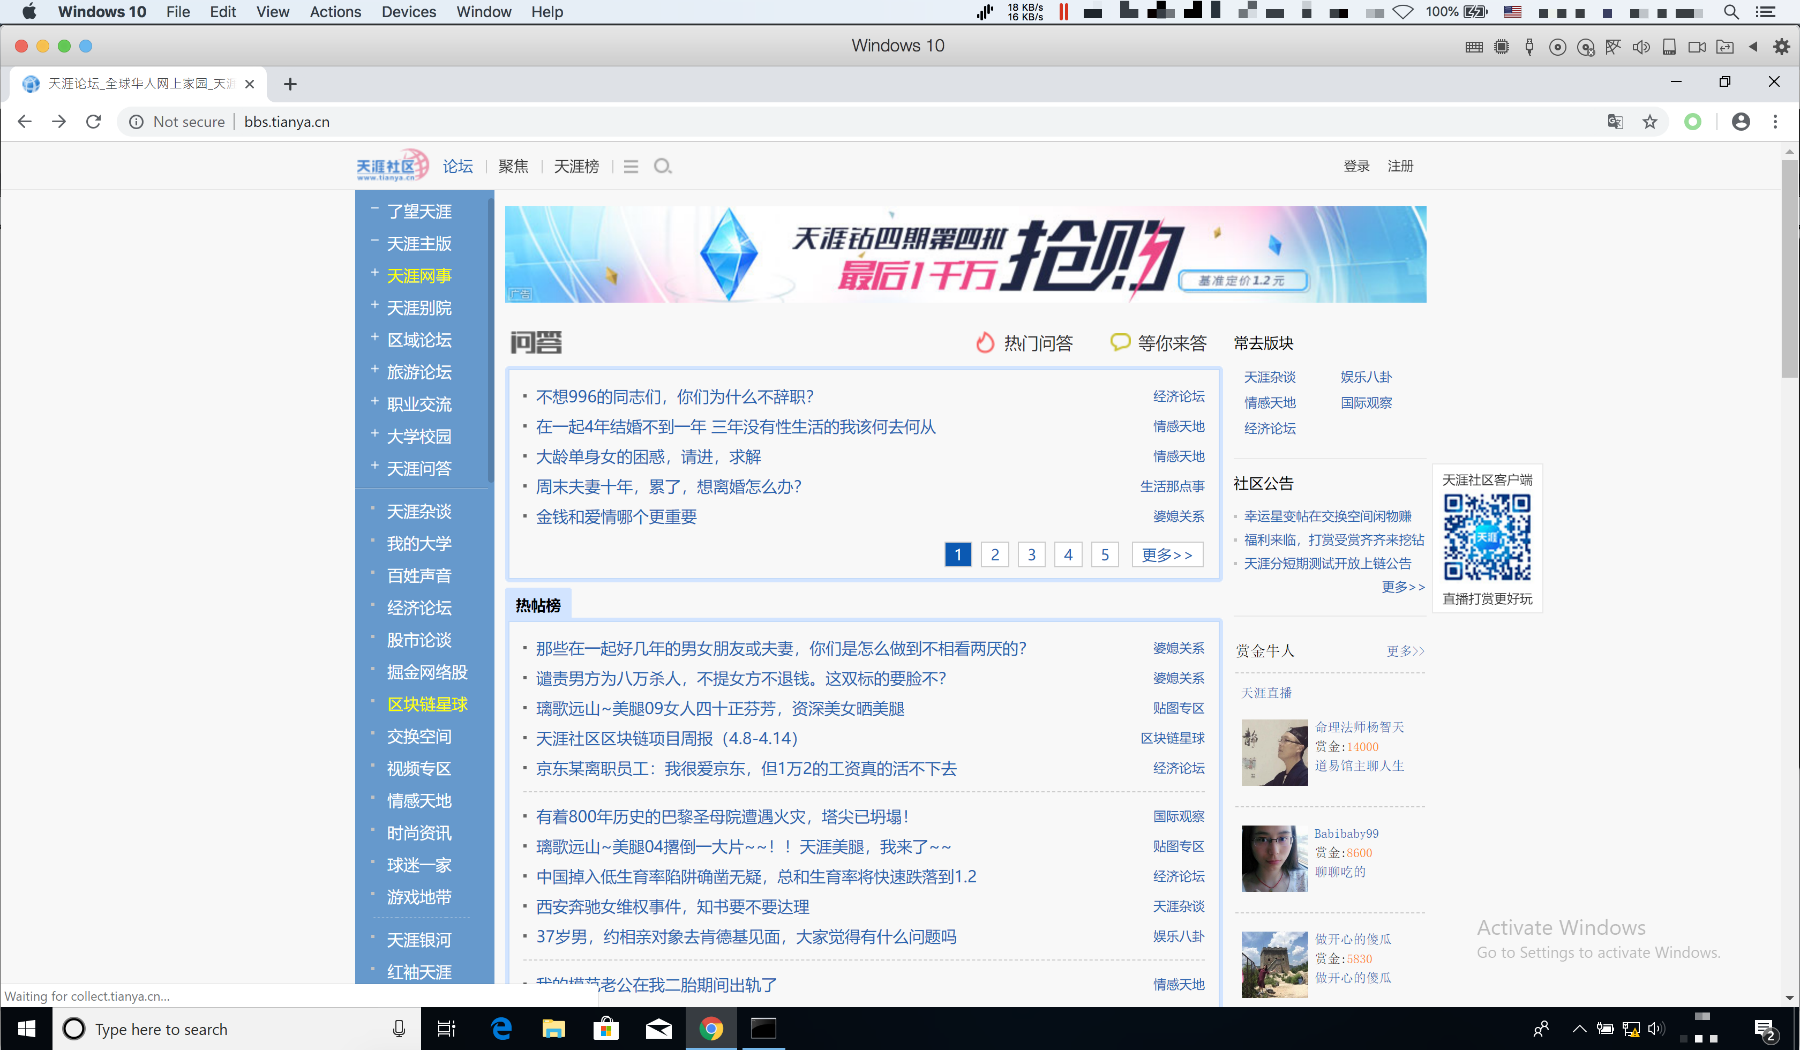 Windows 10 File Edit View Actions Devices Window Help 18 KB/s 16 KB/s 100%
Windows 10
天涯论坛_全球华人网上家园_天涯
Not secure bbs.tianya.cn
天涯社区 www.tianya.cn 论坛 聚焦 天涯榜 登录 注册
了望天涯
天涯主版
天涯网事
天涯别院
区域论坛
旅游论坛
职业交流
大学校园
天涯问答
天涯杂谈
我的大学
百姓声音
经济论坛
股市论谈
掘金网络股
区块链星球
交换空间
视频专区
情感天地
时尚资讯
球迷一家
游戏地带
天涯银河
红袖天涯
天涯钻四期第四批
最后1千万
抢购
基准定价1.2元
广告
问答 热门问答 等你来答
不想996的同志们，你们为什么不辞职？ 经济论坛
在一起4年结婚不到一年 三年没有性生活的我该何去何从 情感天地
大龄单身女的困惑，请进，求解 情感天地
周末夫妻十年，累了，想离婚怎么办？ 生活那点事
金钱和爱情哪个更重要 婆媳关系
1 2 3 4 5 更多>>
热帖榜
那些在一起好几年的男女朋友或夫妻，你们是怎么做到不相看两厌的？ 婆媳关系
谴责男方为八万杀人，不提女方不退钱。这双标的要脸不？ 婆媳关系
璃歌远山~美腿09女人四十正芬芳，资深美女晒美腿 贴图专区
天涯社区区块链项目周报（4.8-4.14） 区块链星球
京东某离职员工：我很爱京东，但1万2的工资真的活不下去 经济论坛
有着800年历史的巴黎圣母院遭遇火灾，塔尖已坍塌！ 国际观察
璃歌远山~美腿04撂倒一大片~~！！天涯美腿，我来了~~ 贴图专区
中国掉入低生育率陷阱确凿无疑，总和生育率将快速跌落到1.2 经济论坛
西安奔驰女维权事件，知书要不要达理 天涯杂谈
37岁男，约相亲对象去肯德基见面，大家觉得有什么问题吗 娱乐八卦
我的模范老公在我二胎期间出轨了 情感天地
常去版块
天涯杂谈 娱乐八卦
情感天地 国际观察
经济论坛
社区公告
幸运星变帖在交换空间闲物赚
福利来临，打赏受赏齐齐来挖钻
天涯分短期测试开放上链公告
更多>>
赏金牛人 更多>>
天涯直播
命理法师杨智天
赏金:14000
道易馆主聊人生
Babibaby99
赏金:8600
聊聊吃的
做开心的傻瓜
赏金:5830
做开心的傻瓜
天涯社区客户端
天涯
直播打赏更好玩
Activate Windows
Go to Settings to activate Windows.
Waiting for collect.tianya.cn...
Type here to search
2